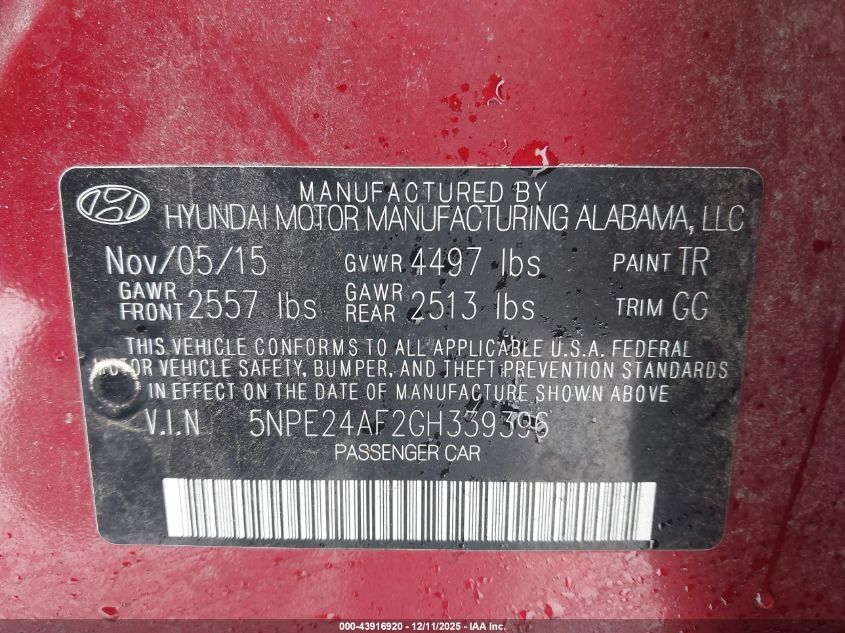 MANUFACTURED BY
HYUNDAI MOTOR MANUFACTURING ALABAMA, LLC
Nov/05/15 GVWR 4497 lbs PAINT TR
GAWR FRONT 2557 lbs GAWR REAR 2513 lbs TRIM GG
THIS VEHICLE CONFORMS TO ALL APPLICABLE U.S.A. FEDERAL
MOTOR VEHICLE SAFETY, BUMPER, AND THEFT PREVENTION STANDARDS
IN EFFECT ON THE DATE OF MANUFACTURE SHOWN ABOVE
V.I.N 5NPE24AF2GH339396
PASSENGER CAR
000-43916920 - 12/11/2025 - IAA Inc.